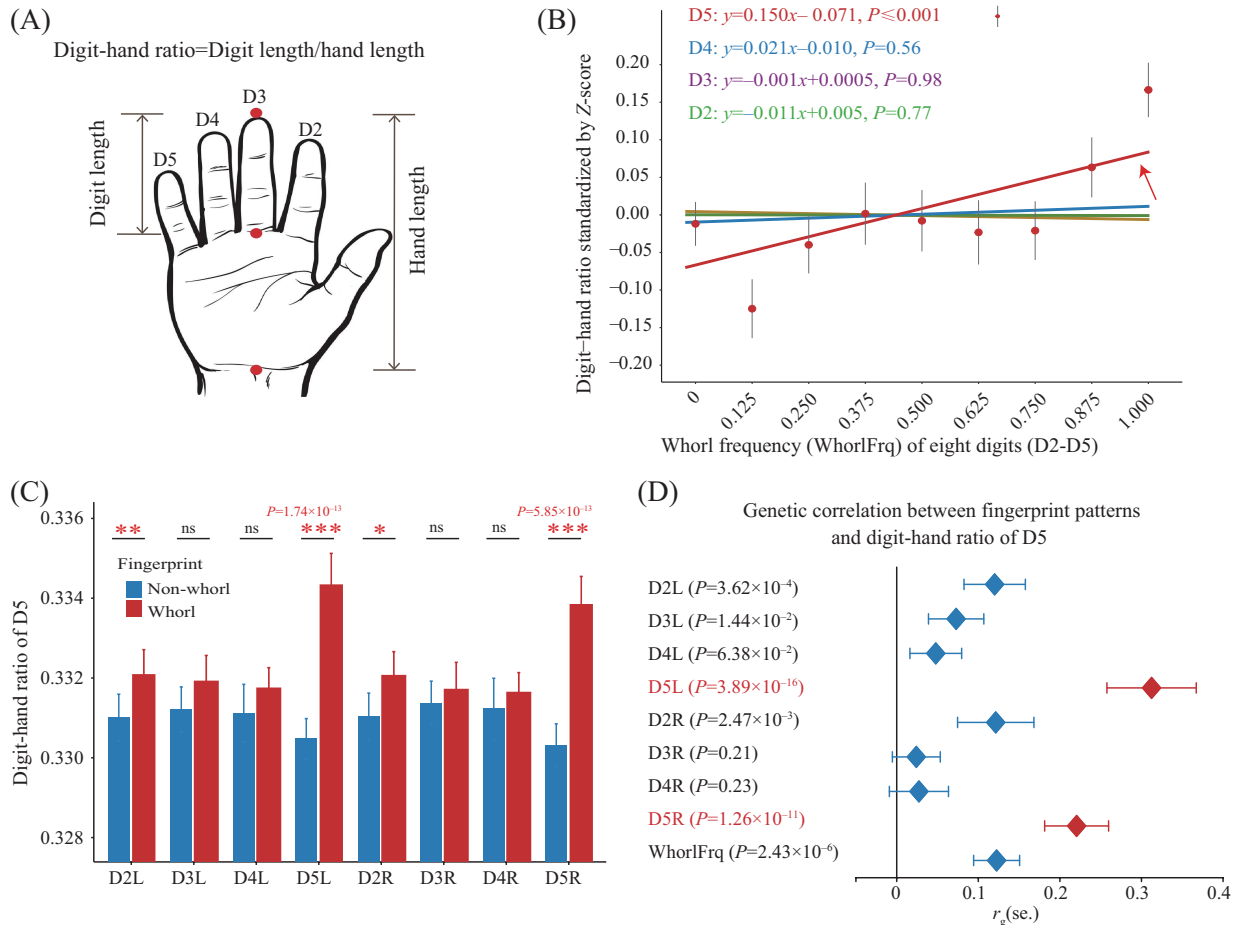 (A)
Digit-hand ratio=Digit length/hand length
D3
D4
D2
D5
Digit length
Hand length
(B)
D5: y=0.150x– 0.071, P≤0.001
D4: y=0.021x–0.010, P=0.56
D3: y=–0.001x+0.0005, P=0.98
D2: y=–0.011x+0.005, P=0.77
Digit–hand ratio standardized by Z-score
0.20
0.15
0.10
0.05
0.00
−0.05
−0.10
−0.15
−0.20
0
0.125
0.250
0.375
0.500
0.625
0.750
0.875
1.000
Whorl frequency (WhorlFrq) of eight digits (D2-D5)
(C)
P=1.74×10⁻¹³
P=5.85×10⁻¹³
** ns ns *** * ns ns ***
Fingerprint
Non-whorl
Whorl
Digit-hand ratio of D5
0.336
0.334
0.332
0.330
0.328
D2L D3L D4L D5L D2R D3R D4R D5R
(D)
Genetic correlation between fingerprint patterns
and digit-hand ratio of D5
D2L (P=3.62×10⁻⁴)
D3L (P=1.44×10⁻²)
D4L (P=6.38×10⁻²)
D5L (P=3.89×10⁻¹⁶)
D2R (P=2.47×10⁻³)
D3R (P=0.21)
D4R (P=0.23)
D5R (P=1.26×10⁻¹¹)
WhorlFrq (P=2.43×10⁻⁶)
0 0.1 0.2 0.3 0.4
rg(se.)